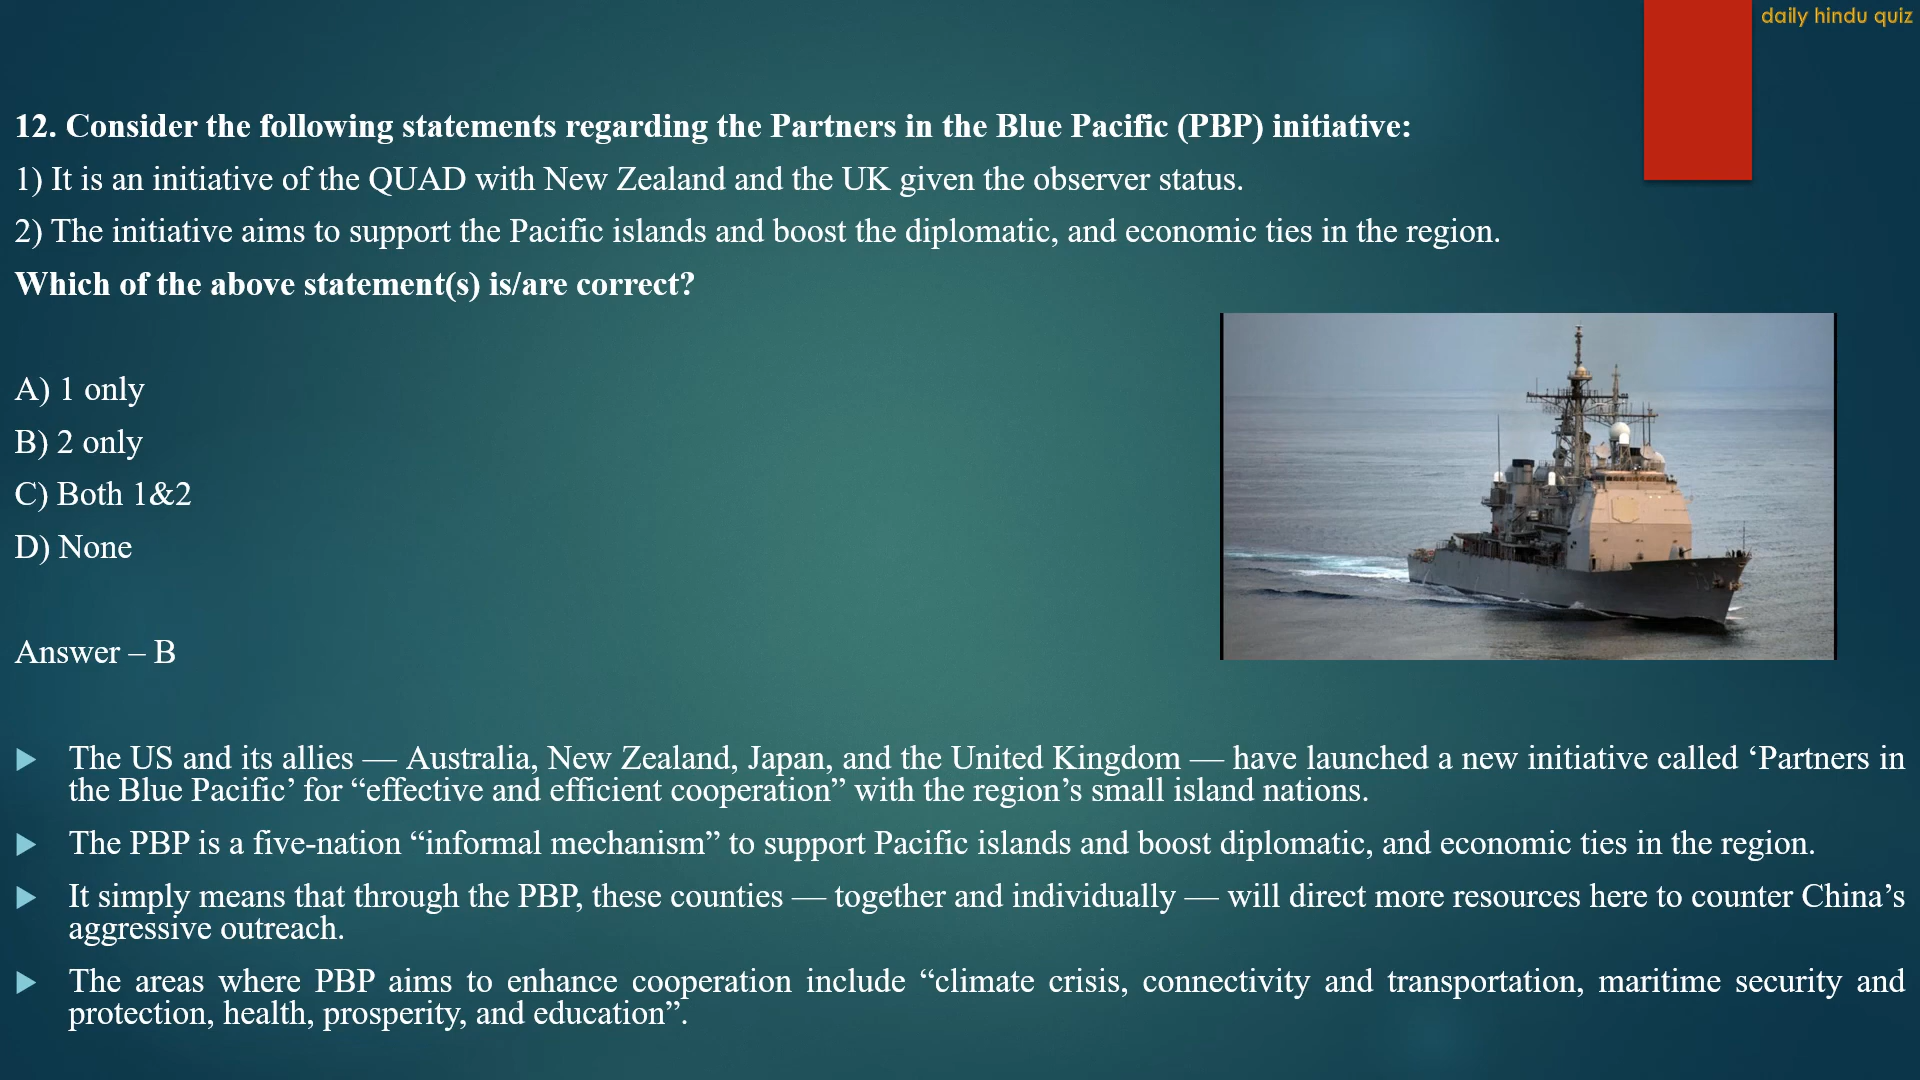 daily hindu quiz
12. Consider the following statements regarding the Partners in the Blue Pacific (PBP) initiative:
1) It is an initiative of the QUAD with New Zealand and the UK given the observer status.
2) The initiative aims to support the Pacific islands and boost the diplomatic, and economic ties in the region.
Which of the above statement(s) is/are correct?
A) 1 only
B) 2 only
C) Both 1&2
D) None
Answer – B
The US and its allies — Australia, New Zealand, Japan, and the United Kingdom — have launched a new initiative called ‘Partners in
the Blue Pacific’ for “effective and efficient cooperation” with the region’s small island nations.
The PBP is a five-nation “informal mechanism” to support Pacific islands and boost diplomatic, and economic ties in the region.
It simply means that through the PBP, these counties — together and individually — will direct more resources here to counter China’s
aggressive outreach.
The areas where PBP aims to enhance cooperation include “climate crisis, connectivity and transportation, maritime security and
protection, health, prosperity, and education”.